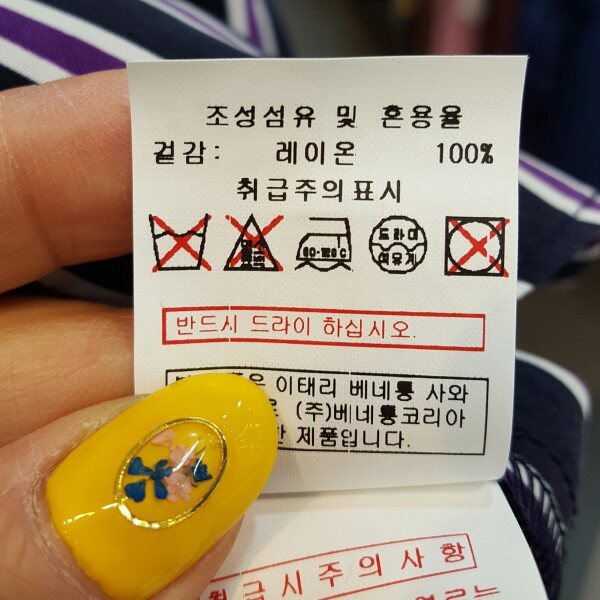 조성섬유 및 혼용율
겉감: 레이온 100%
취급주의표시
드라이
반드시 드라이 하십시오.
이태리 베네통 사와
(주)베네통코리아
제품입니다.
취급시주의사항